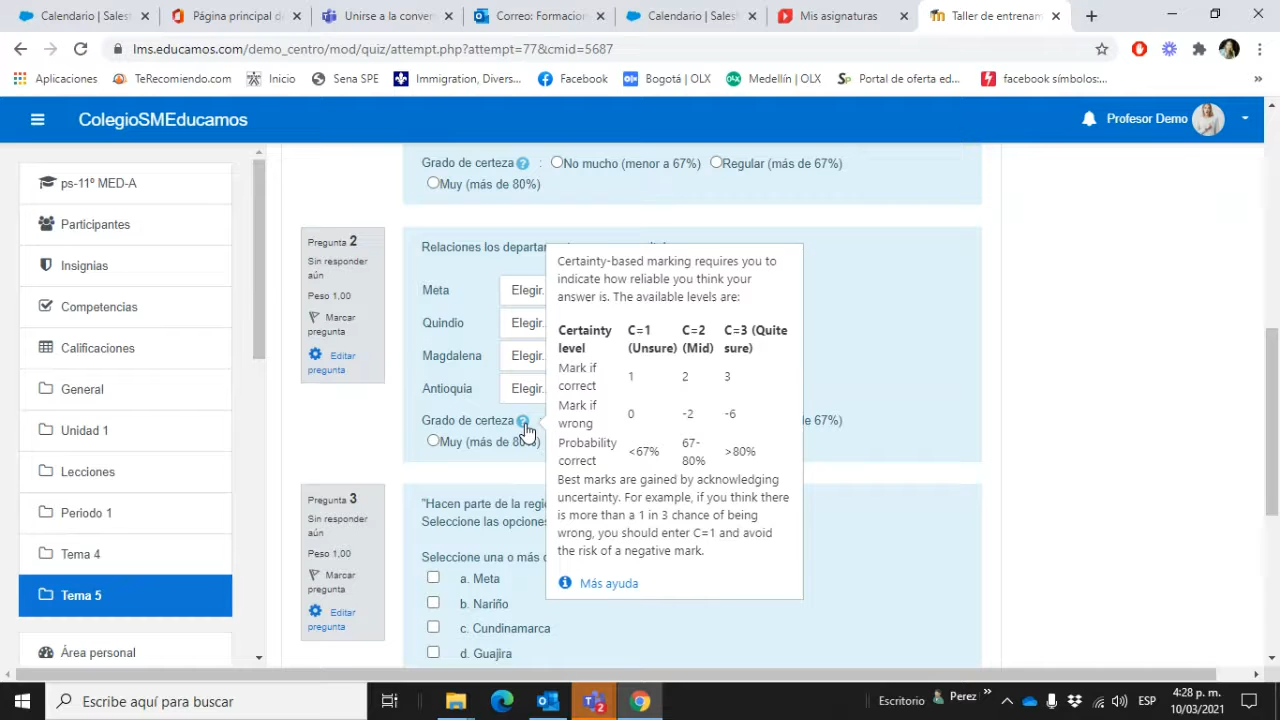 Calendario | Sales
Página principal d
Unirse a la conver
Correo: Formacion
Calendario | Sales
Mis asignaturas
Taller de entrenam
lms.educamos.com/demo_centro/mod/quiz/attempt.php?attempt=77&cmid=5687
Aplicaciones
TeRecomiendo.com
Inicio
Sena SPE
Immigration, Divers...
Facebook
Bogotá | OLX
Medellín | OLX
Portal de oferta ed...
facebook símbolos:...
»
ColegioSMEducamos
Profesor Demo
ps-11º MED-A
Participantes
Insignias
Competencias
Calificaciones
General
Unidad 1
Lecciones
Periodo 1
Tema 4
Tema 5
Área personal
Grado de certeza ? : No mucho (menor a 67%) Regular (más de 67%)
Muy (más de 80%)
Pregunta 2
Sin responder
aún
Peso 1,00
Marcar
pregunta
Editar
pregunta
Relaciones los departa
Meta Elegir.
Quindio Elegir.
Magdalena Elegir.
Antioquia Elegir.
Grado de certeza ? de 67%)
Muy (más de 80%)
Certainty-based marking requires you to
indicate how reliable you think your
answer is. The available levels are:
Certainty level C=1 (Unsure) C=2 (Mid) C=3 (Quite sure)
Mark if correct 1 2 3
Mark if wrong 0 -2 -6
Probability correct <67% 67-80% >80%
Best marks are gained by acknowledging
uncertainty. For example, if you think there
is more than a 1 in 3 chance of being
wrong, you should enter C=1 and avoid
the risk of a negative mark.
Más ayuda
Pregunta 3
Sin responder
aún
Peso 1,00
Marcar
pregunta
Editar
pregunta
"Hacen parte de la regi
Seleccione las opciones
Seleccione una o más o
a. Meta
b. Nariño
c. Cundinamarca
d. Guajira
Escribe aquí para buscar
Escritorio
Perez
»
ESP
4:28 p. m.
10/03/2021